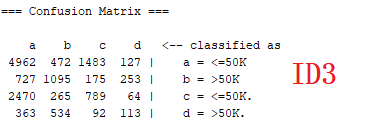 === Confusion Matrix ===
a b c d <-- classified as
4962 472 1483 127 | a = <=50K
727 1095 175 253 | b = >50K
2470 265 789 64 | c = <=50K.
363 534 92 113 | d = >50K.
ID3